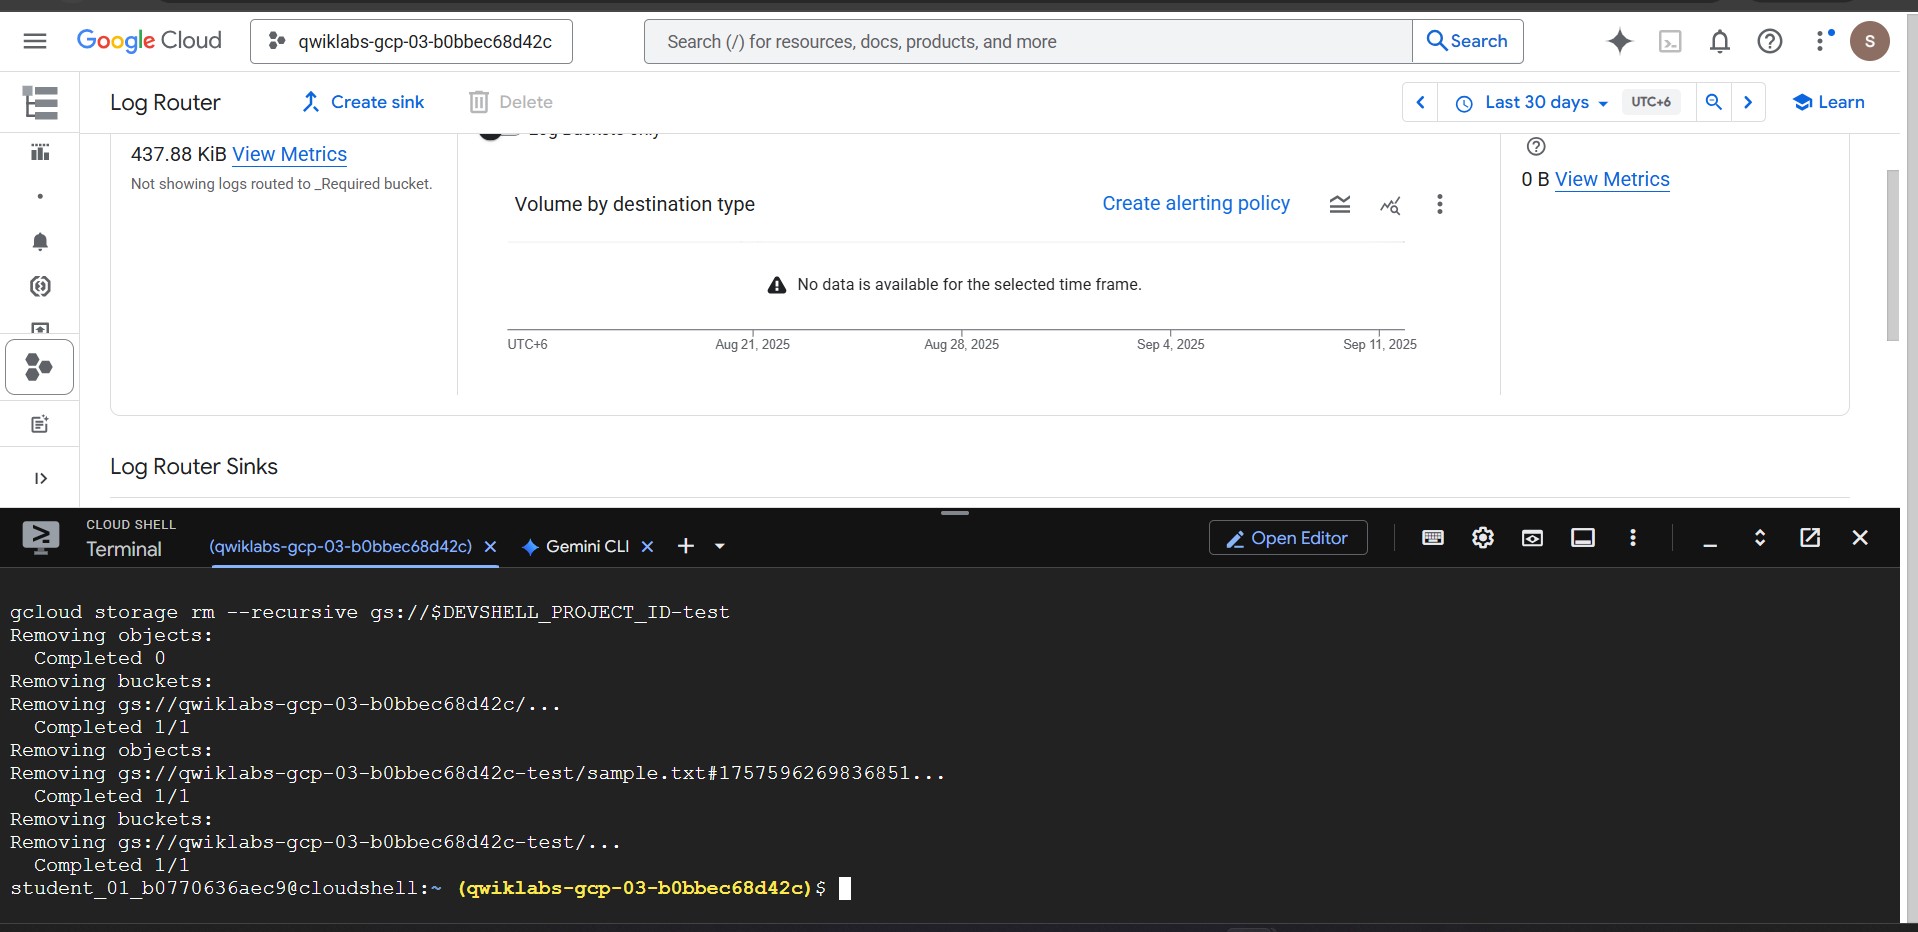 Google Cloud
qwiklabs-gcp-03-b0bbec68d42c
Search (/) for resources, docs, products, and more
Search
S
Log Router
Create sink
Delete
Last 30 days
UTC+6
Learn
Log Buckets only
437.88 KiB View Metrics
Not showing logs routed to _Required bucket.
Volume by destination type
Create alerting policy
0 B View Metrics
No data is available for the selected time frame.
UTC+6
Aug 21, 2025
Aug 28, 2025
Sep 4, 2025
Sep 11, 2025
Log Router Sinks
CLOUD SHELL
Terminal
(qwiklabs-gcp-03-b0bbec68d42c)
Gemini CLI
Open Editor
gcloud storage rm --recursive gs://$DEVSHELL_PROJECT_ID-test
Removing objects:
Completed 0
Removing buckets:
Removing gs://qwiklabs-gcp-03-b0bbec68d42c/...
Completed 1/1
Removing objects:
Removing gs://qwiklabs-gcp-03-b0bbec68d42c-test/sample.txt#1757596269836851...
Completed 1/1
Removing buckets:
Removing gs://qwiklabs-gcp-03-b0bbec68d42c-test/...
Completed 1/1
student_01_b0770636aec9@cloudshell:~ (qwiklabs-gcp-03-b0bbec68d42c)$